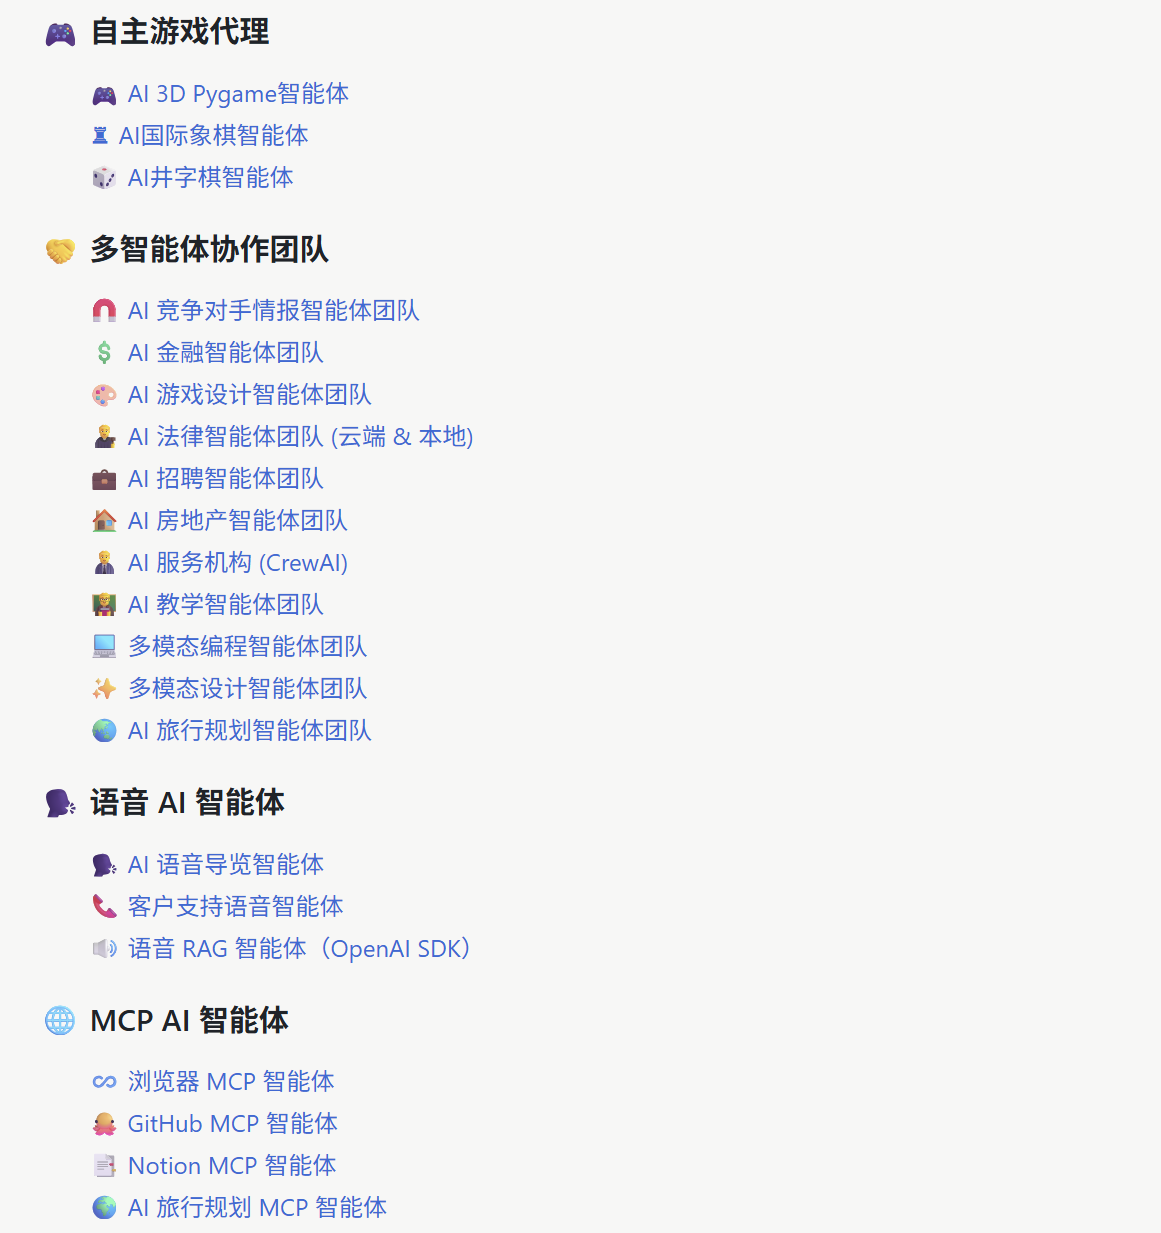 自主游戏代理
AI 3D Pygame智能体
AI国际象棋智能体
AI井字棋智能体
多智能体协作团队
AI 竞争对手情报智能体团队
AI 金融智能体团队
AI 游戏设计智能体团队
AI 法律智能体团队 (云端 & 本地)
AI 招聘智能体团队
AI 房地产智能体团队
AI 服务机构 (CrewAI)
AI 教学智能体团队
多模态编程智能体团队
多模态设计智能体团队
AI 旅行规划智能体团队
语音 AI 智能体
AI 语音导览智能体
客户支持语音智能体
语音 RAG 智能体（OpenAI SDK）
MCP AI 智能体
浏览器 MCP 智能体
GitHub MCP 智能体
Notion MCP 智能体
AI 旅行规划 MCP 智能体